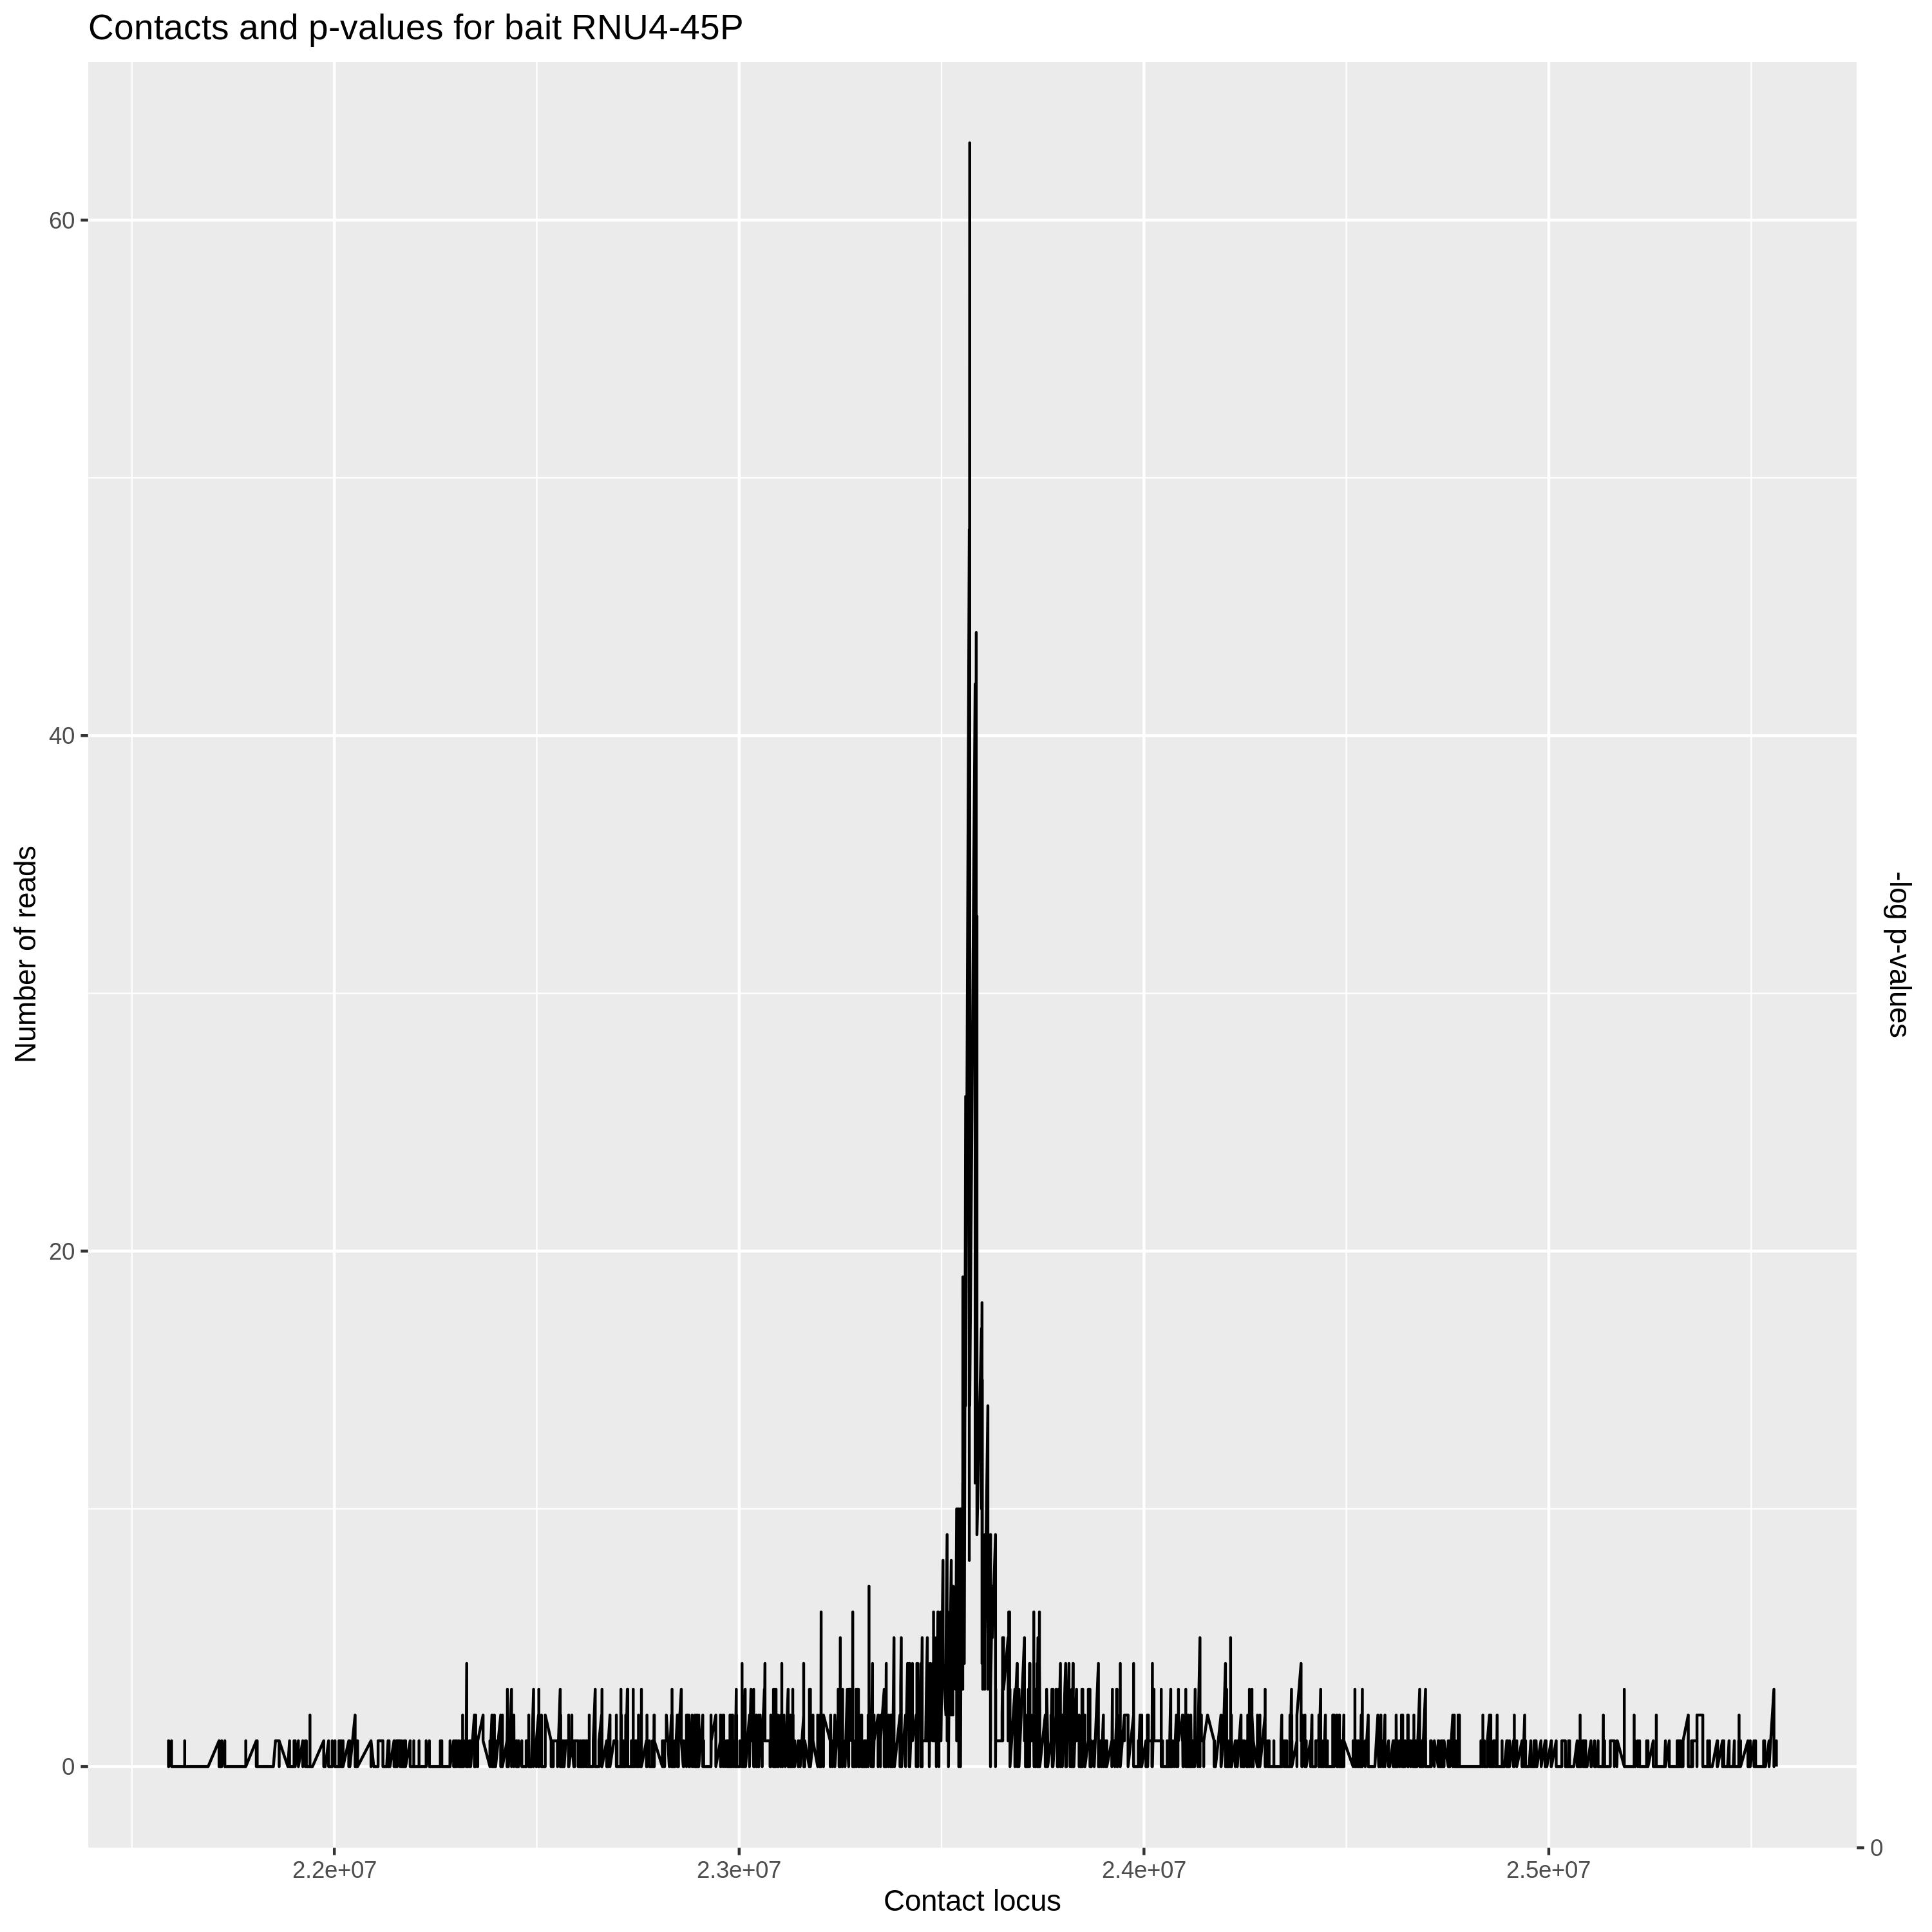 Contacts and p-values for bait RNU4-45P
60
40
20
0
Number of reads
-log p-values
0
2.2e+07
2.3e+07
2.4e+07
2.5e+07
Contact locus